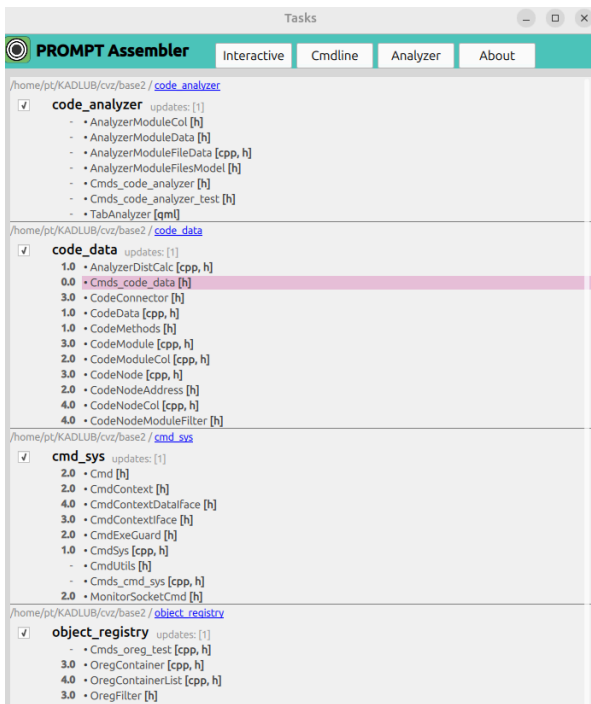 Tasks
PROMPT Assembler Interactive Cmdline Analyzer About
/home/pt/KADLUB/cvz/base2 / code_analyzer
√ code_analyzer updates: [1]
- • AnalyzerModuleCol [h]
- • AnalyzerModuleData [h]
- • AnalyzerModuleFileData [cpp, h]
- • AnalyzerModuleFilesModel [h]
- • Cmds_code_analyzer [h]
- • Cmds_code_analyzer_test [h]
- • TabAnalyzer [qml]
/home/pt/KADLUB/cvz/base2 / code_data
√ code_data updates: [1]
1.0 • AnalyzerDistCalc [cpp, h]
0.0 • Cmds_code_data [h]
3.0 • CodeConnector [h]
1.0 • CodeData [cpp, h]
1.0 • CodeMethods [h]
3.0 • CodeModule [cpp, h]
2.0 • CodeModuleCol [cpp, h]
3.0 • CodeNode [cpp, h]
2.0 • CodeNodeAddress [h]
4.0 • CodeNodeCol [cpp, h]
4.0 • CodeNodeModuleFilter [h]
/home/pt/KADLUB/cvz/base2 / cmd_sys
√ cmd_sys updates: [1]
2.0 • Cmd [h]
2.0 • CmdContext [h]
4.0 • CmdContextDataIface [h]
3.0 • CmdContextIface [h]
2.0 • CmdExeGuard [h]
1.0 • CmdSys [cpp, h]
- • CmdUtils [h]
- • Cmds_cmd_sys [cpp, h]
2.0 • MonitorSocketCmd [h]
/home/pt/KADLUB/cvz/base2 / object_registry
√ object_registry updates: [1]
- • Cmds_oreg_test [cpp, h]
3.0 • OregContainer [cpp, h]
4.0 • OregContainerList [cpp, h]
3.0 • OregFilter [h]